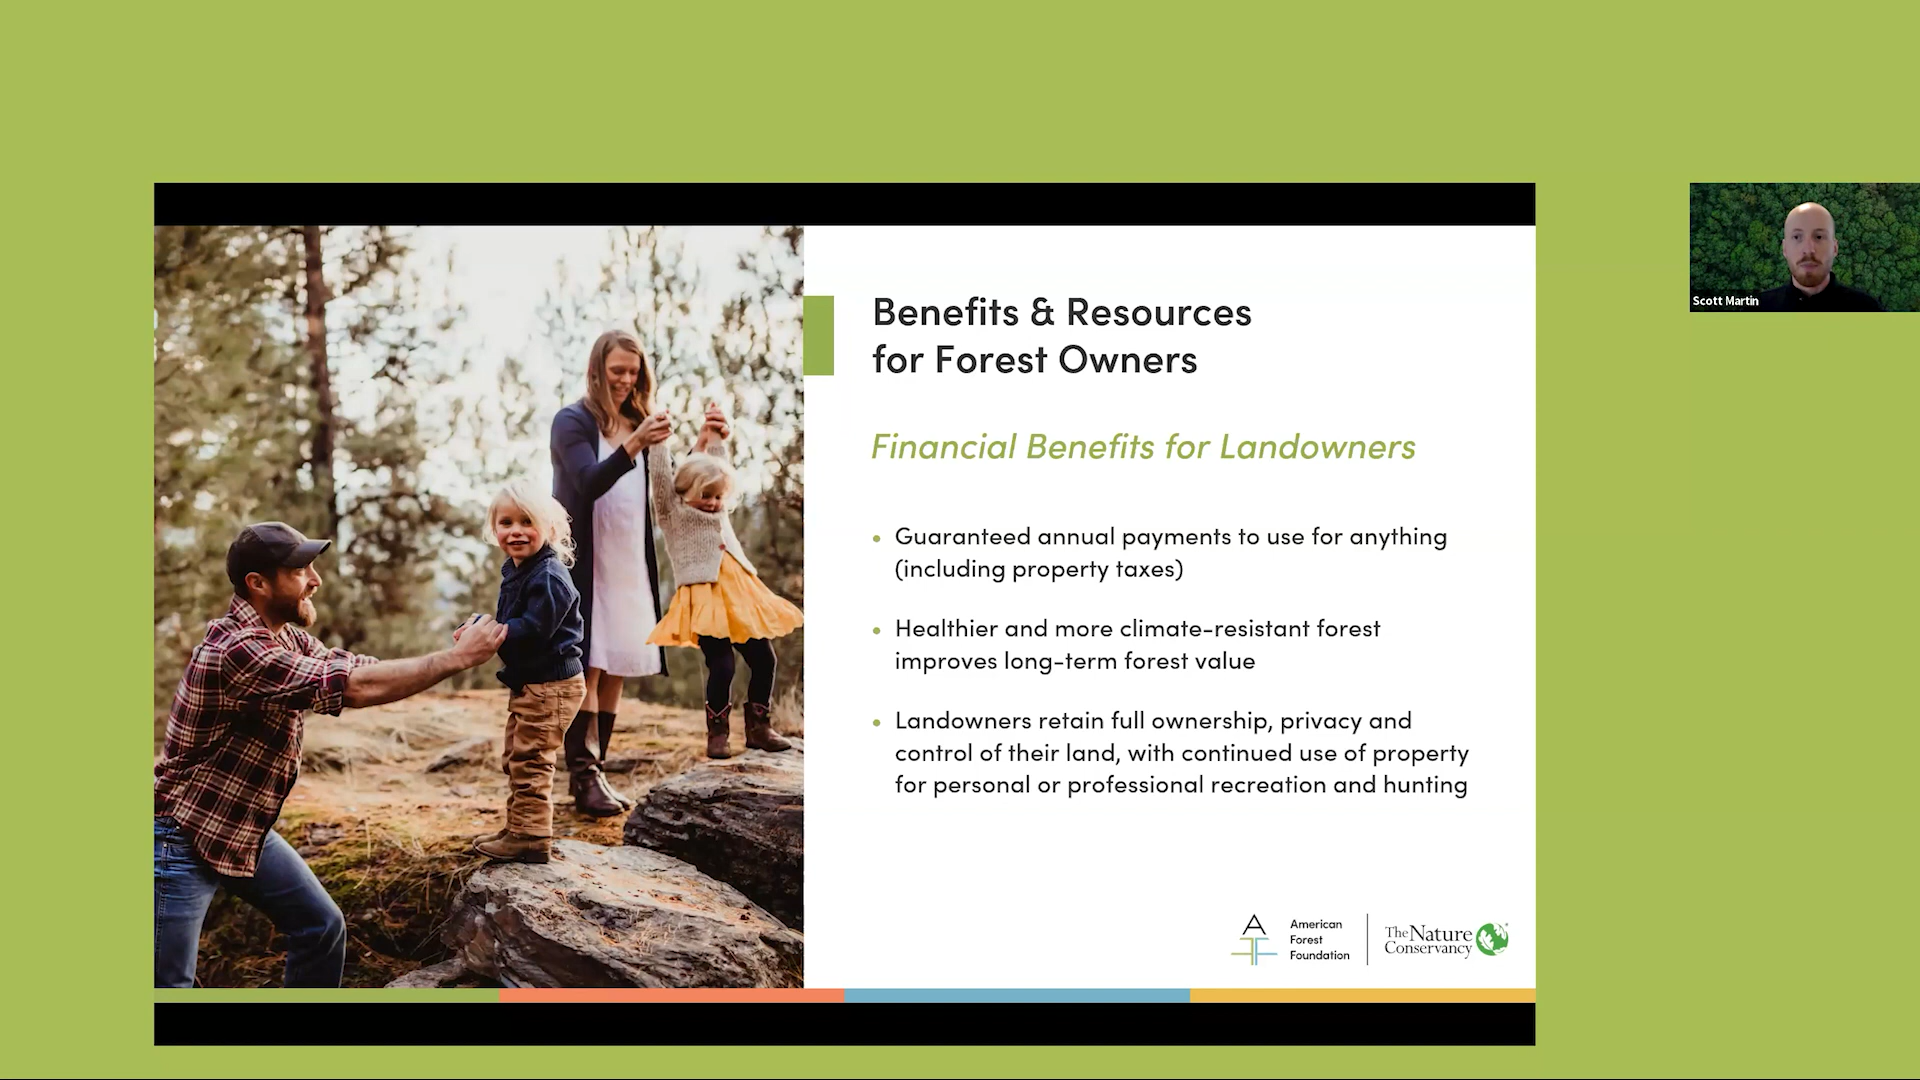 Benefits & Resources
for Forest Owners
Financial Benefits for Landowners
• Guaranteed annual payments to use for anything
(including property taxes)
• Healthier and more climate-resistant forest
improves long-term forest value
• Landowners retain full ownership, privacy and
control of their land, with continued use of property
for personal or professional recreation and hunting
American
Forest
Foundation
The Nature
Conservancy
Scott Martin